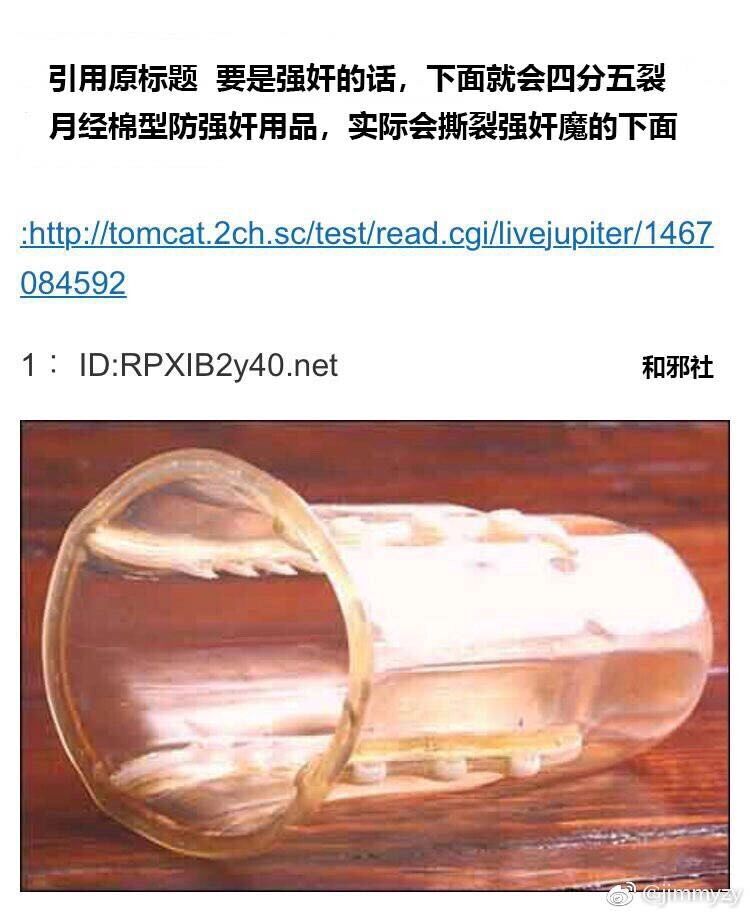 引用原标题 要是强奸的话，下面就会四分五裂
月经棉型防强奸用品，实际会撕裂强奸魔的下面
:http://tomcat.2ch.sc/test/read.cgi/livejupiter/1467
084592
1： ID:RPXIB2y40.net 和邪社
@jimmyzy